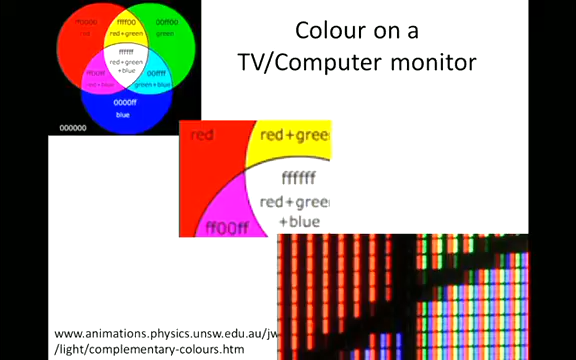 Colour on a
TV/Computer monitor
ff0000
red
ffff00
red+green
00ff00
green
ffffff
red+green
+blue
ff00ff
red+blue
00ffff
green+blue
0000ff
blue
000000
red
red+gree
ffffff
red+gree
+blue
ff00ff
www.animations.physics.unsw.edu.au/jw
/light/complementary-colours.htm